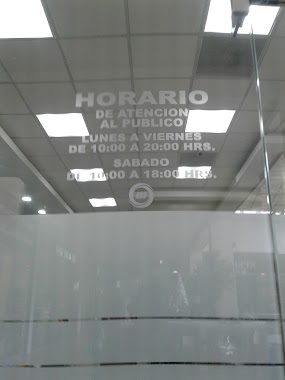 HORARIO
DE ATENCION
AL PUBLICO
LUNES A VIERNES
DE 10:00 A 20:00 HRS.
SABADO
DE 10:00 A 18:00 HRS.